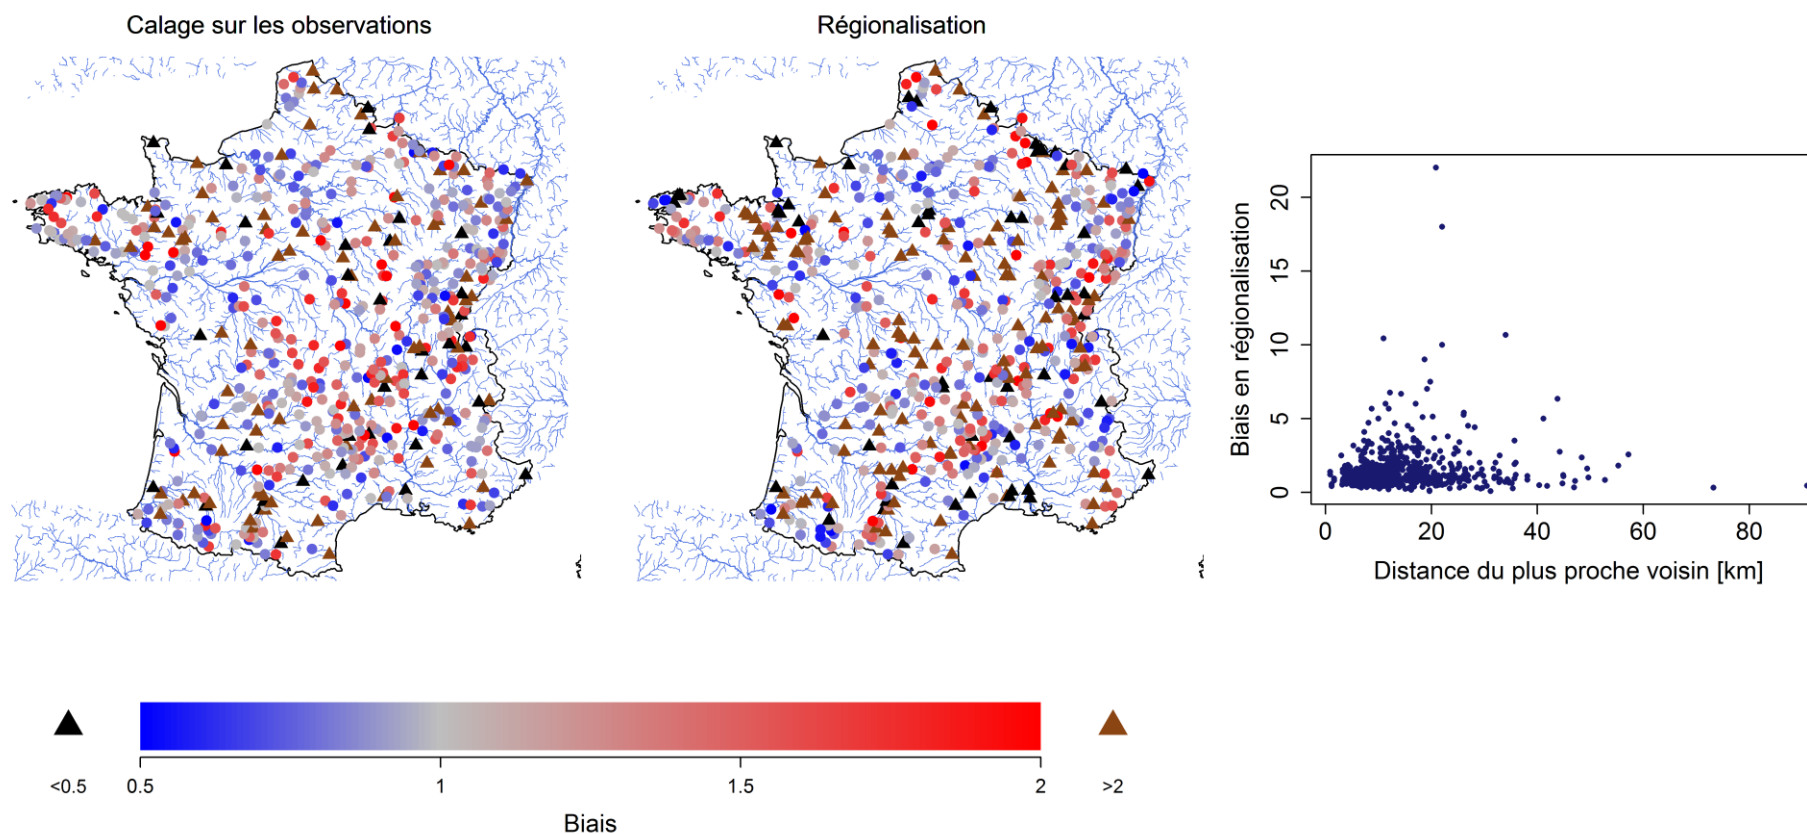 Calage sur les observations
Régionalisation
Biais en régionalisation
20
15
10
5
0
0 20 40 60 80
Distance du plus proche voisin [km]
<0.5 0.5 1 1.5 2 >2
Biais